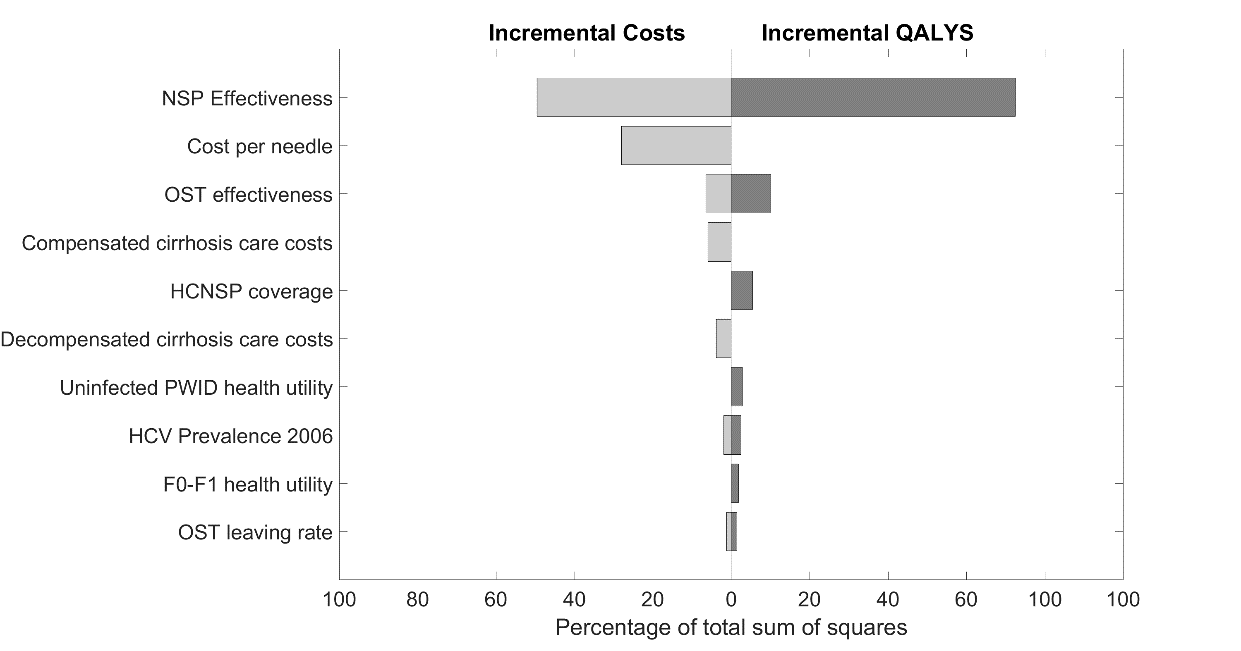 Incremental Costs Incremental QALYS
NSP Effectiveness
Cost per needle
OST effectiveness
Compensated cirrhosis care costs
HCNSP coverage
Decompensated cirrhosis care costs
Uninfected PWID health utility
HCV Prevalence 2006
F0-F1 health utility
OST leaving rate
100 80 60 40 20 0 20 40 60 100 100
Percentage of total sum of squares